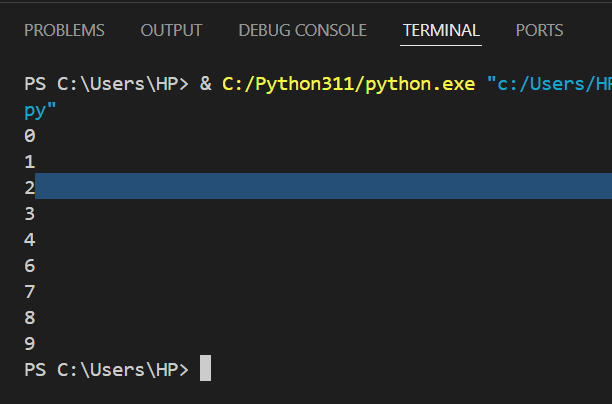 PROBLEMS OUTPUT DEBUG CONSOLE TERMINAL PORTS
PS C:\Users\HP> & C:/Python311/python.exe "c:/Users/HP
py"
0
1
2
3
4
6
7
8
9
PS C:\Users\HP>